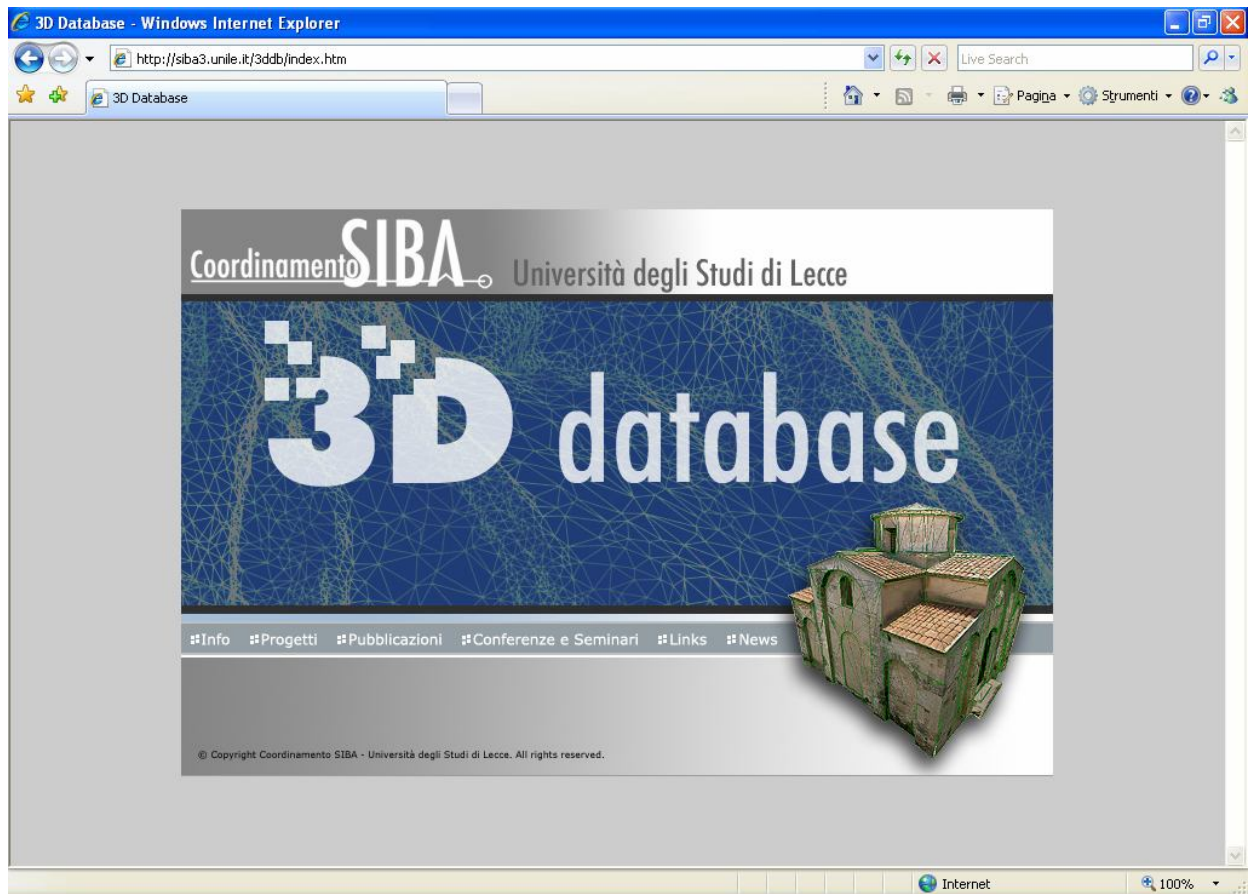 3D Database - Windows Internet Explorer
http://siba3.unile.it/3ddb/index.htm
Live Search
3D Database
Pagina
Strumenti
Coordinamento SIBA
Università degli Studi di Lecce
3D database
Info Progetti Pubblicazioni Conferenze e Seminari Links News
© Copyright Coordinamento SIBA - Università degli Studi di Lecce. All rights reserved.
Internet
100%